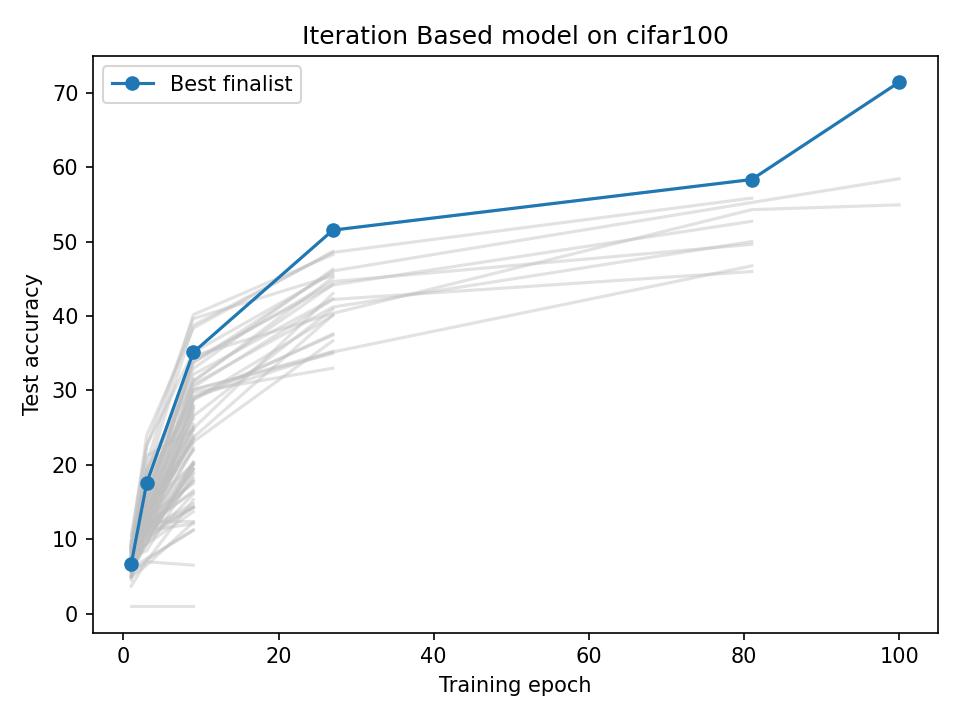 Iteration Based model on cifar100
Best finalist
Test accuracy
70
60
50
40
30
20
10
0
0 20 40 60 80 100
Training epoch